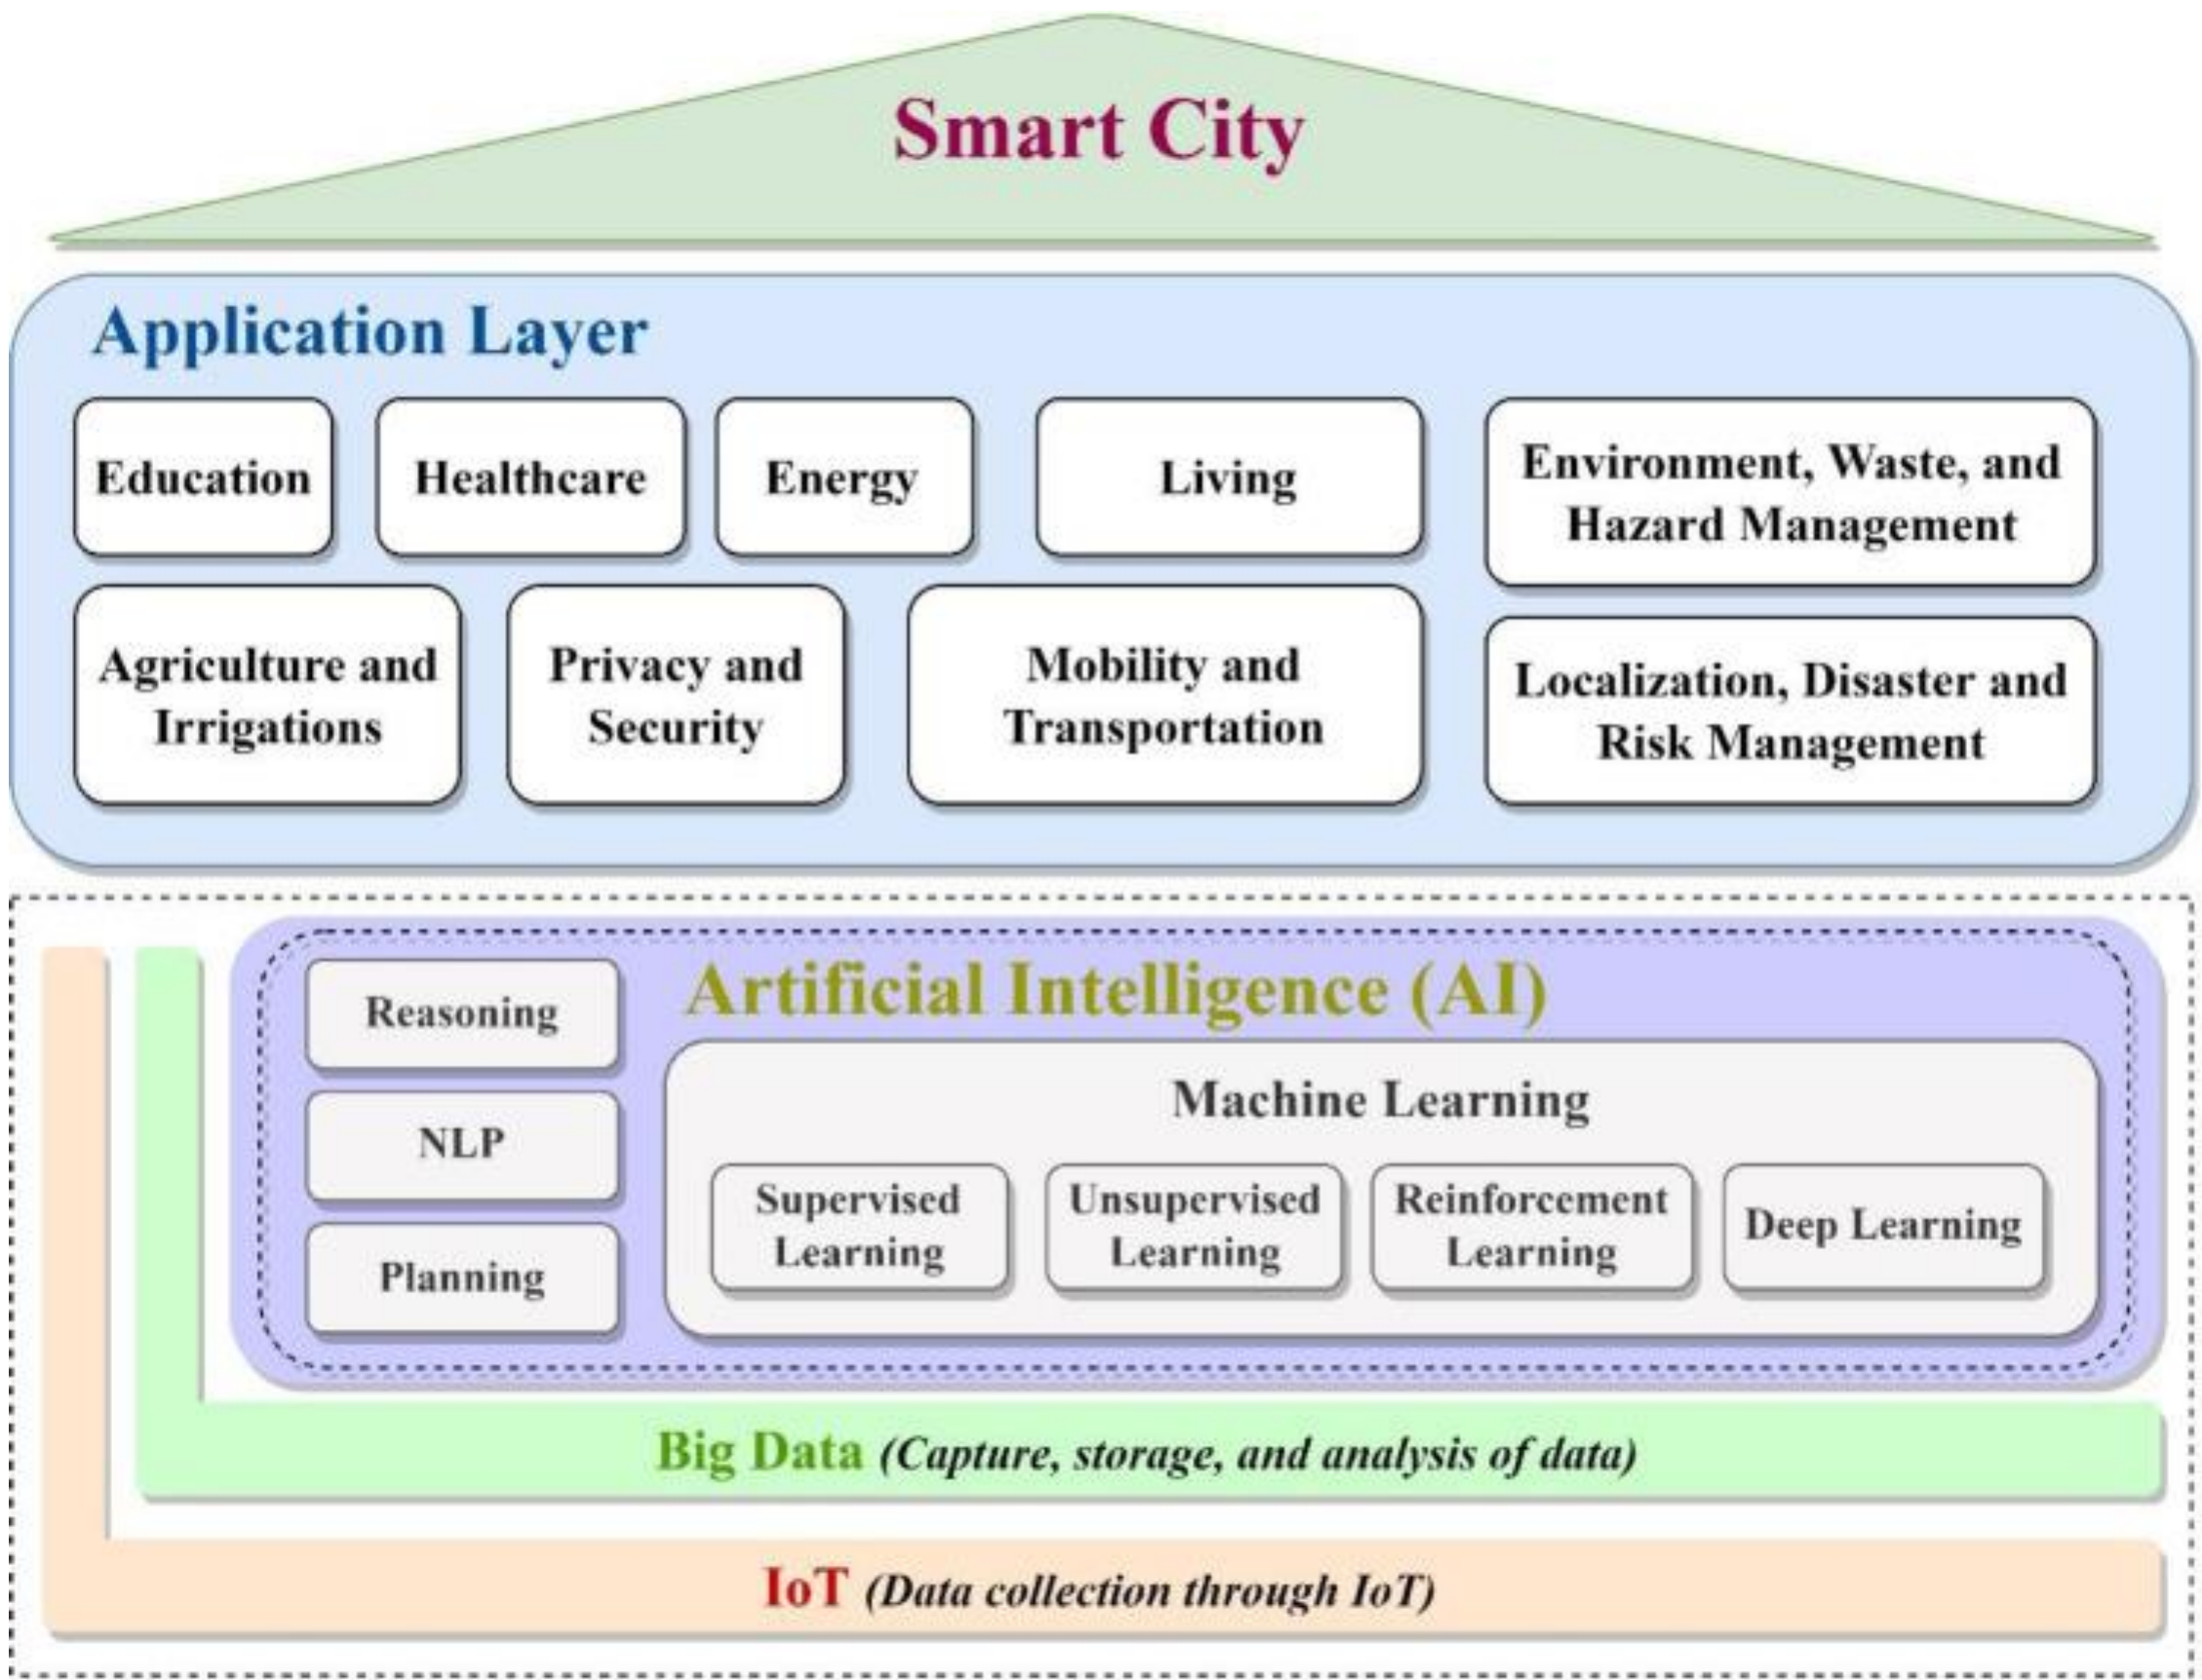 Smart City
Application Layer
Education
Healthcare
Energy
Living
Environment, Waste, and
Hazard Management
Agriculture and
Irrigations
Privacy and
Security
Mobility and
Transportation
Localization, Disaster and
Risk Management
Artificial Intelligence (AI)
Reasoning
NLP
Planning
Machine Learning
Supervised
Learning
Unsupervised
Learning
Reinforcement
Learning
Deep Learning
Big Data (Capture, storage, and analysis of data)
IoT (Data collection through IoT)